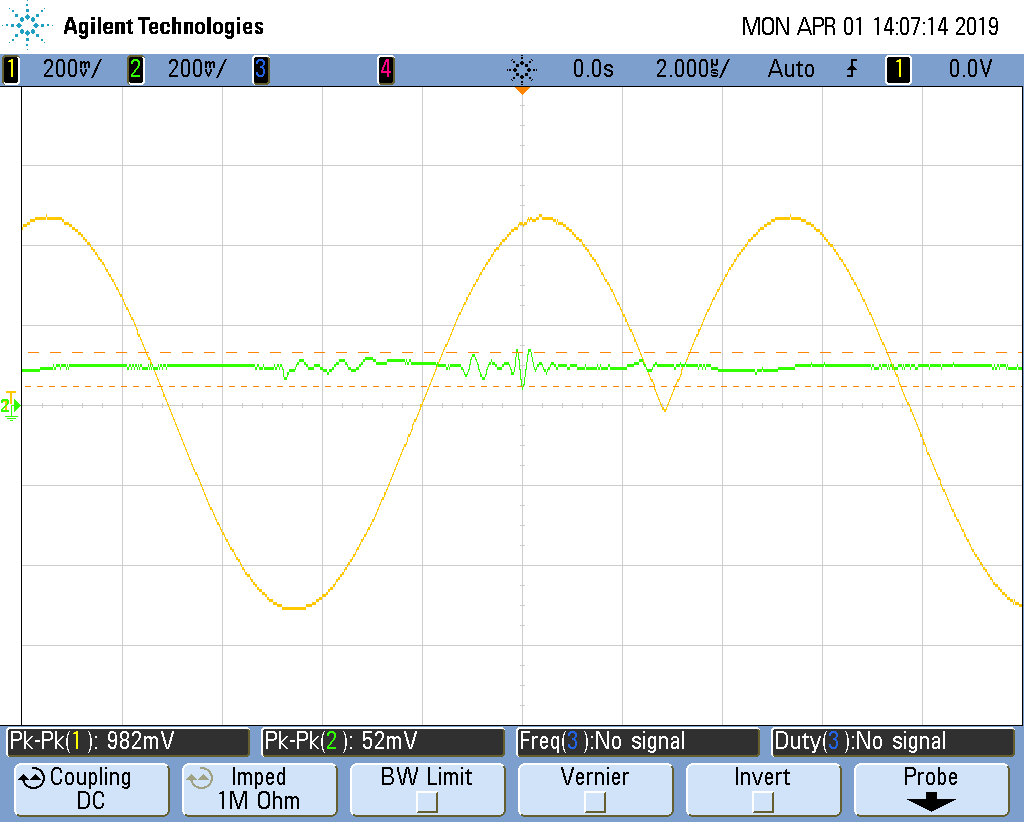 Agilent Technologies MON APR 01 14:07:14 2019
1 200mV/ 2 200mV/ 3 4 0.0s 2.000us/ Auto 1 0.0V
2
Pk-Pk(1): 982mV Pk-Pk(2): 52mV Freq(3):No signal Duty(3):No signal
Coupling Imped BW Limit Vernier Invert Probe
DC 1M Ohm